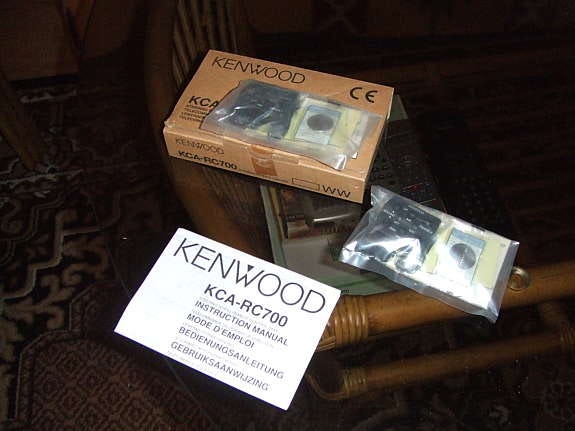 KENWOOD
CE
KCA
KENWOOD
KCA-RC700
WW
KENWOOD
KCA-RC700
INSTRUCTION MANUAL
MODE D'EMPLOI
BEDIENUNGSANLEITUNG
GEBRUIKSAANWIJZING